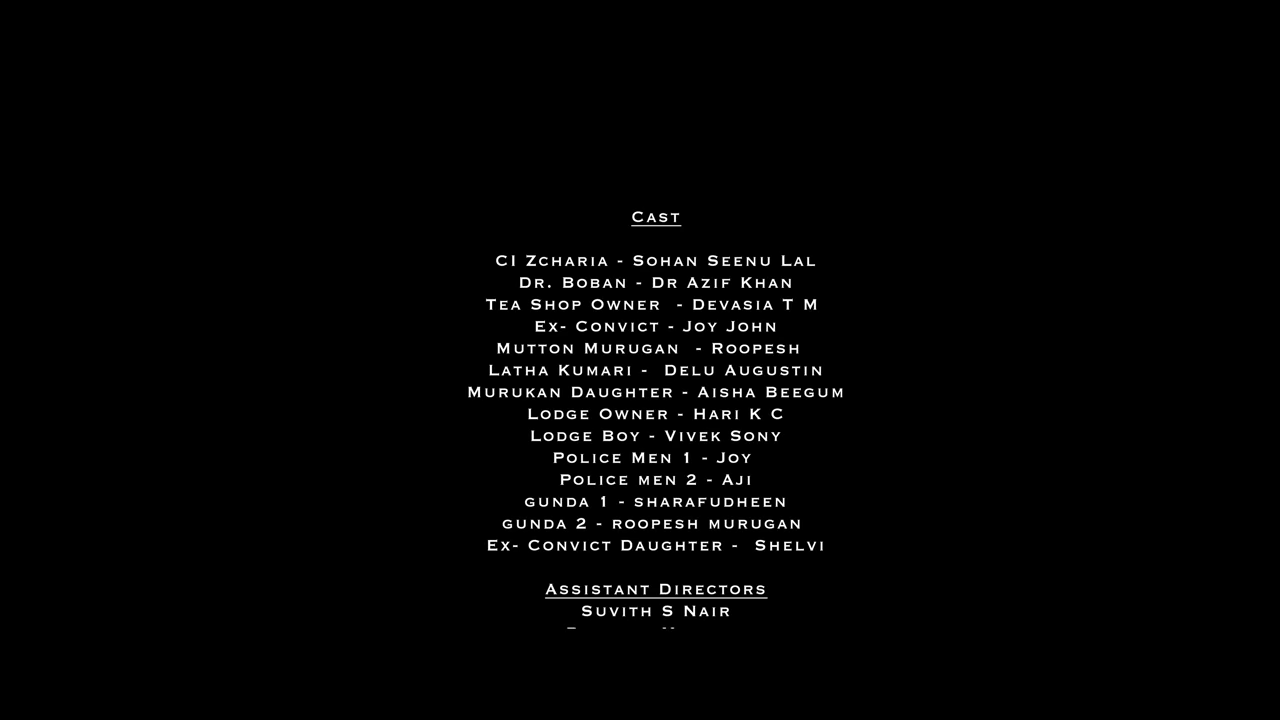 Cast
CI Zcharia - Sohan Seenu Lal
Dr. Boban - Dr Azif Khan
Tea Shop Owner - Devasia T M
Ex- Convict - Joy John
Mutton Murugan - Roopesh
Latha Kumari - Delu Augustin
Murukan Daughter - Aisha Beegum
Lodge Owner - Hari K C
Lodge Boy - Vivek Sony
Police Men 1 - Joy
Police men 2 - Aji
gunda 1 - sharafudheen
gunda 2 - roopesh murugan
Ex- Convict Daughter - Shelvi
Assistant Directors
Suvith S Nair